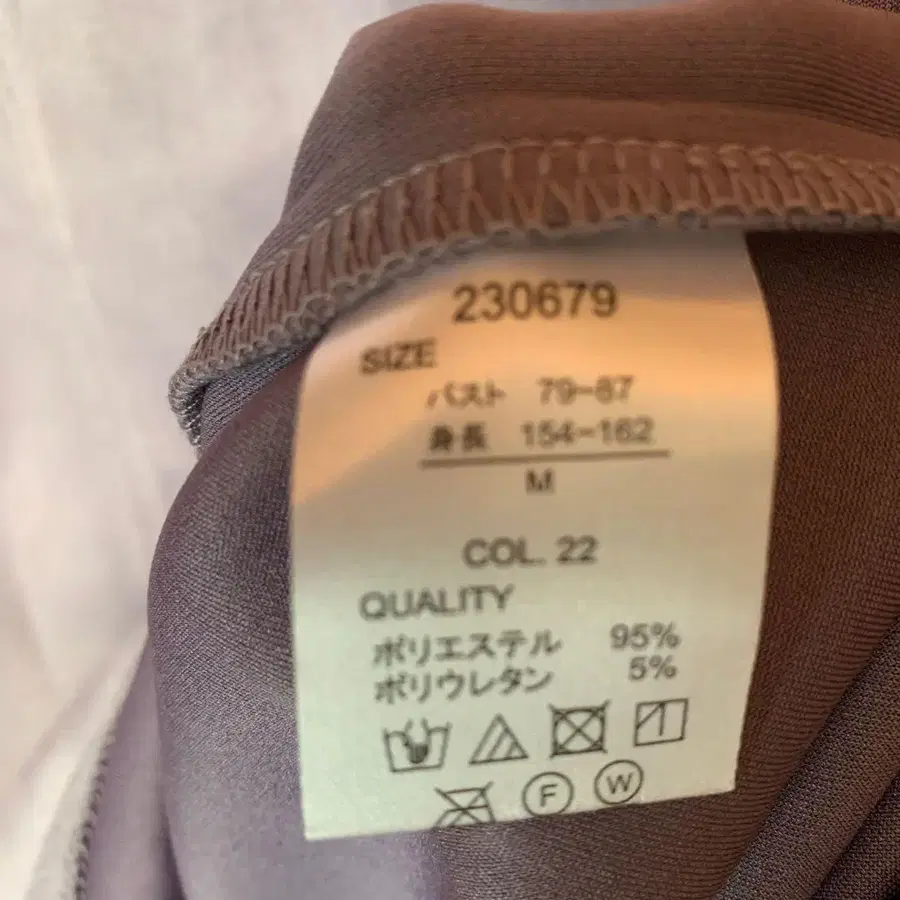 230679
SIZE
バスト 79-87
身長 154-162
M
COL. 22
QUALITY
ポリエステル 95%
ポリウレタン 5%
F W